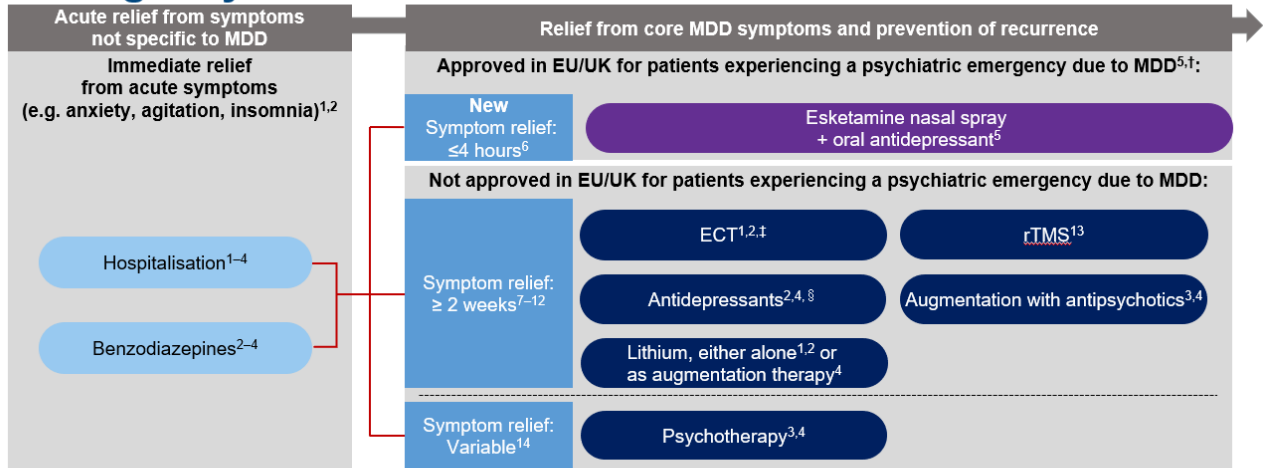 Acute relief from symptoms
not specific to MDD
Relief from core MDD symptoms and prevention of recurrence
Immediate relief
from acute symptoms
(e.g. anxiety, agitation, insomnia)1,2
Hospitalisation1–4
Benzodiazepines2–4
Approved in EU/UK for patients experiencing a psychiatric emergency due to MDD5,†:
New
Symptom relief:
≤4 hours6
Esketamine nasal spray
+ oral antidepressant5
Not approved in EU/UK for patients experiencing a psychiatric emergency due to MDD:
Symptom relief:
≥ 2 weeks7–12
ECT1,2,‡
rTMS13
Antidepressants2,4, §
Augmentation with antipsychotics3,4
Lithium, either alone1,2 or
as augmentation therapy4
Symptom relief:
Variable14
Psychotherapy3,4